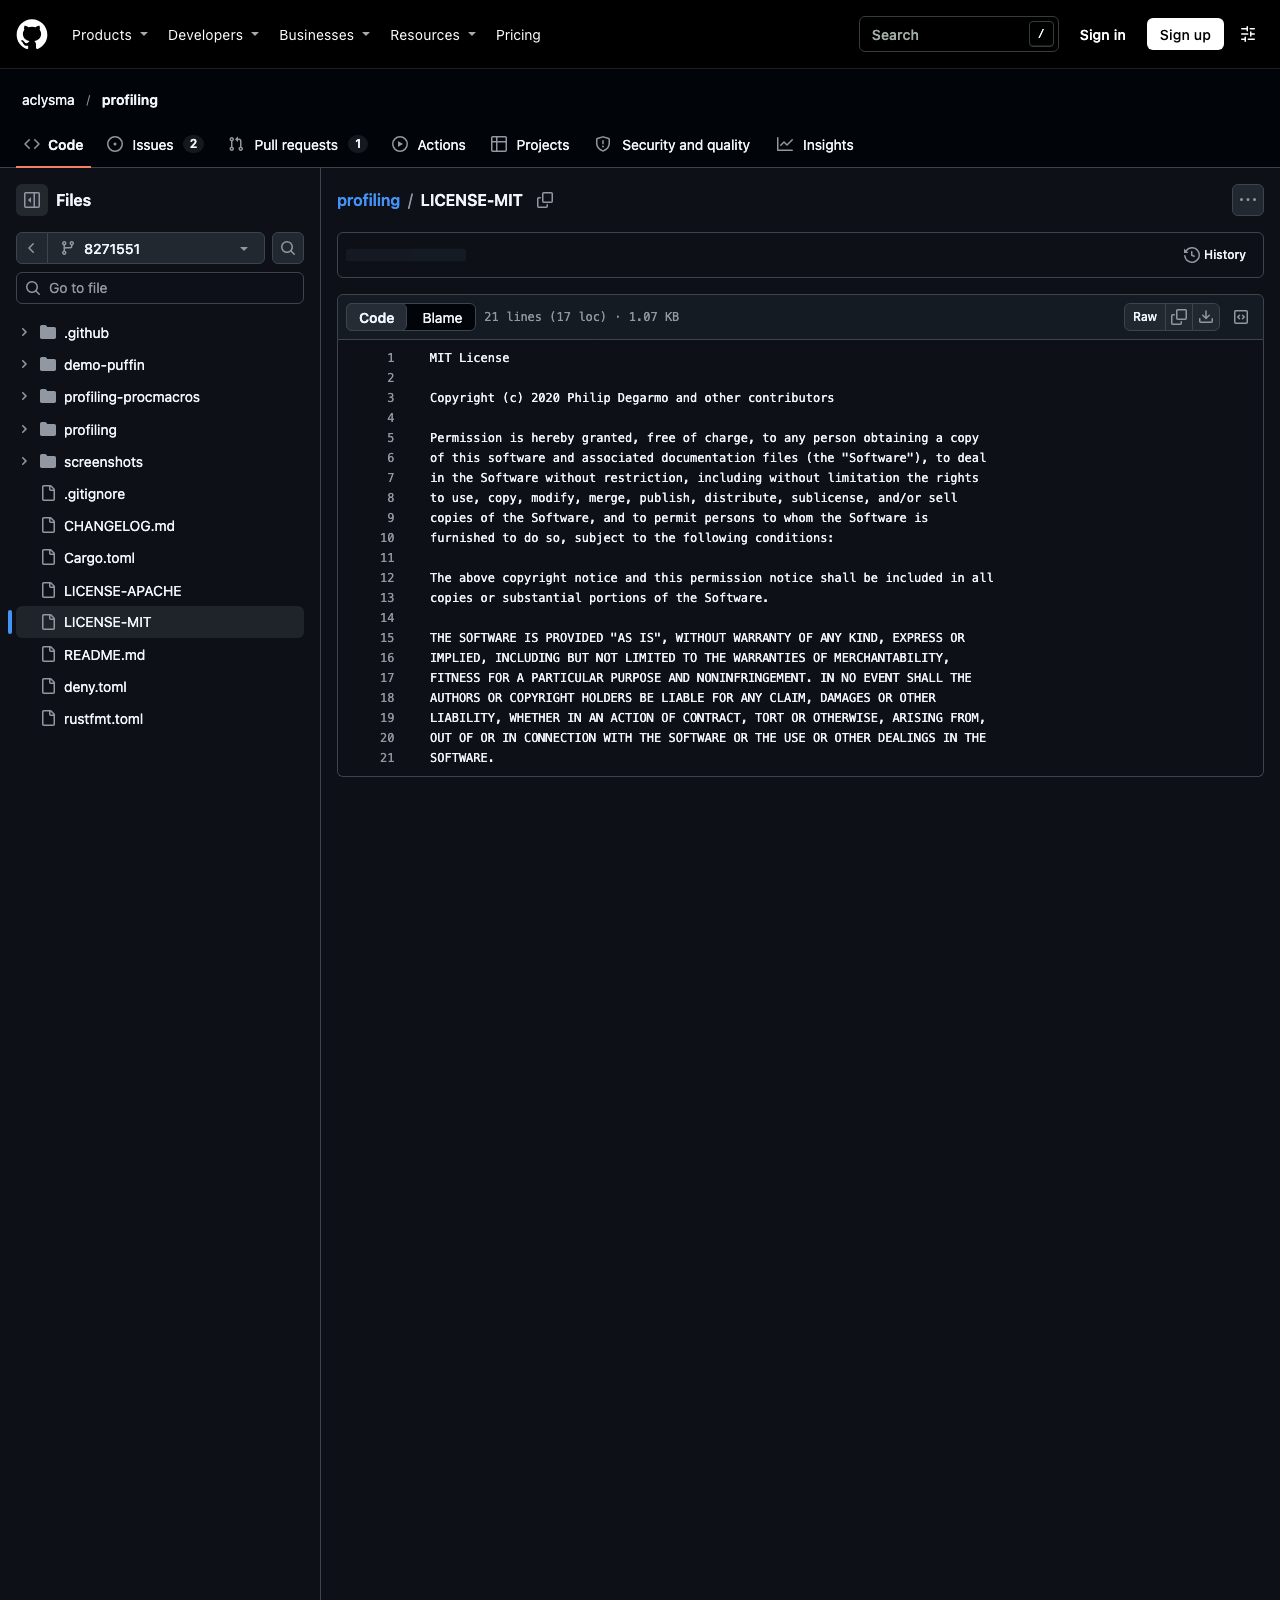 Products Developers Businesses Resources Pricing Search / Sign in Sign up
aclysma / profiling
Code Issues 2 Pull requests 1 Actions Projects Security and quality Insights
Files
8271551
Go to file
.github
demo-puffin
profiling-procmacros
profiling
screenshots
.gitignore
CHANGELOG.md
Cargo.toml
LICENSE-APACHE
LICENSE-MIT
README.md
deny.toml
rustfmt.toml
profiling / LICENSE-MIT
History
Code Blame 21 lines (17 loc) · 1.07 KB Raw
1 MIT License
2
3 Copyright (c) 2020 Philip Degarmo and other contributors
4
5 Permission is hereby granted, free of charge, to any person obtaining a copy
6 of this software and associated documentation files (the "Software"), to deal
7 in the Software without restriction, including without limitation the rights
8 to use, copy, modify, merge, publish, distribute, sublicense, and/or sell
9 copies of the Software, and to permit persons to whom the Software is
10 furnished to do so, subject to the following conditions:
11
12 The above copyright notice and this permission notice shall be included in all
13 copies or substantial portions of the Software.
14
15 THE SOFTWARE IS PROVIDED "AS IS", WITHOUT WARRANTY OF ANY KIND, EXPRESS OR
16 IMPLIED, INCLUDING BUT NOT LIMITED TO THE WARRANTIES OF MERCHANTABILITY,
17 FITNESS FOR A PARTICULAR PURPOSE AND NONINFRINGEMENT. IN NO EVENT SHALL THE
18 AUTHORS OR COPYRIGHT HOLDERS BE LIABLE FOR ANY CLAIM, DAMAGES OR OTHER
19 LIABILITY, WHETHER IN AN ACTION OF CONTRACT, TORT OR OTHERWISE, ARISING FROM,
20 OUT OF OR IN CONNECTION WITH THE SOFTWARE OR THE USE OR OTHER DEALINGS IN THE
21 SOFTWARE.